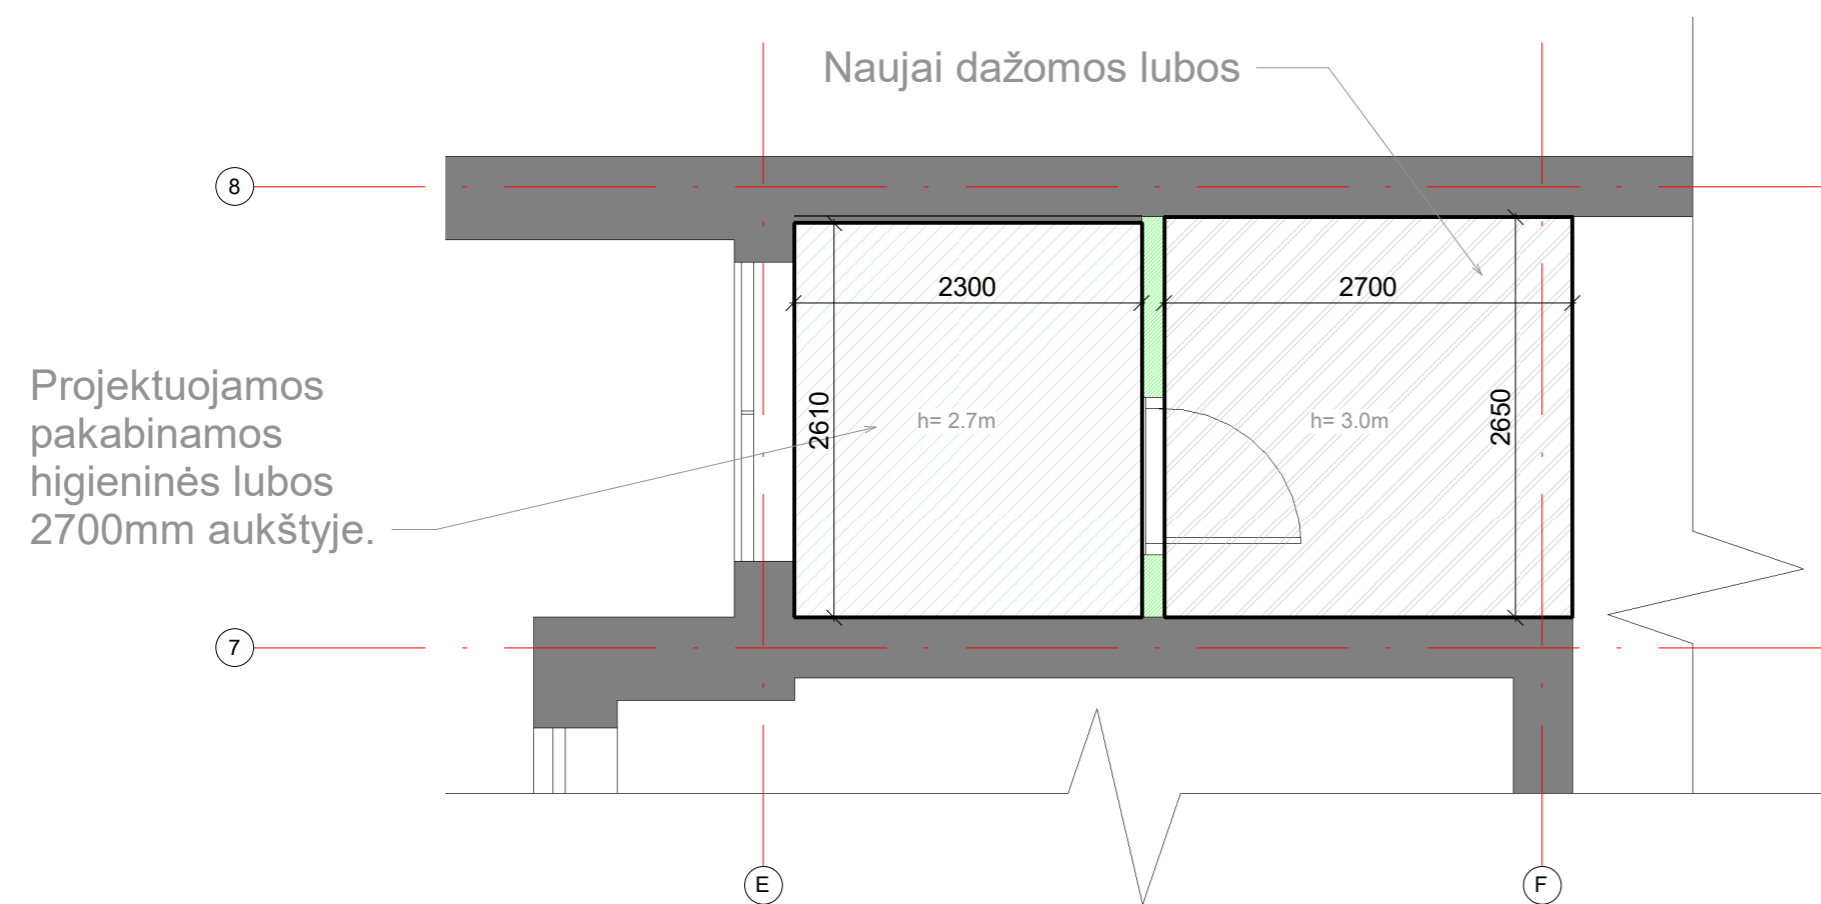 Naujai dažomos lubos
8
2300
2700
Projektuojamos
pakabinamos
higieninės lubos
2700mm aukštyje.
2610
h= 2.7m
h= 3.0m
2650
7
E
F